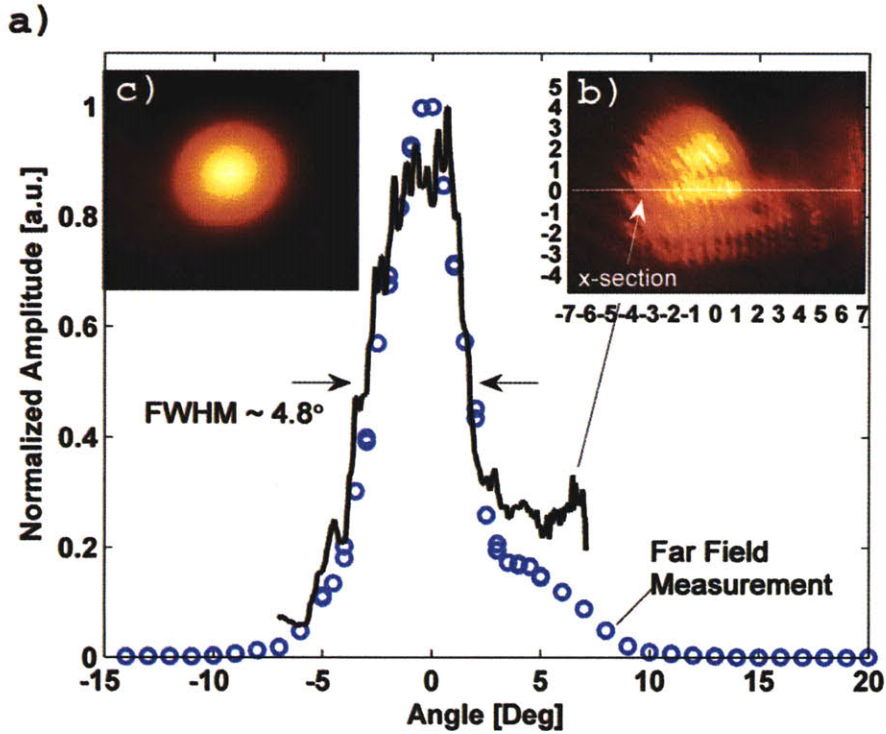 a)
c)
b)
5
4
3
2
1
0
-1
-2
-3
-4
x-section
-7-6-5-4-3-2-1 0 1 2 3 4 5 6 7
1
0.8
0.6
0.4
0.2
0
Normalized Amplitude [a.u.]
FWHM ~ 4.8°
Far Field
Measurement
-15 -10 -5 0 5 10 15 20
Angle [Deg]